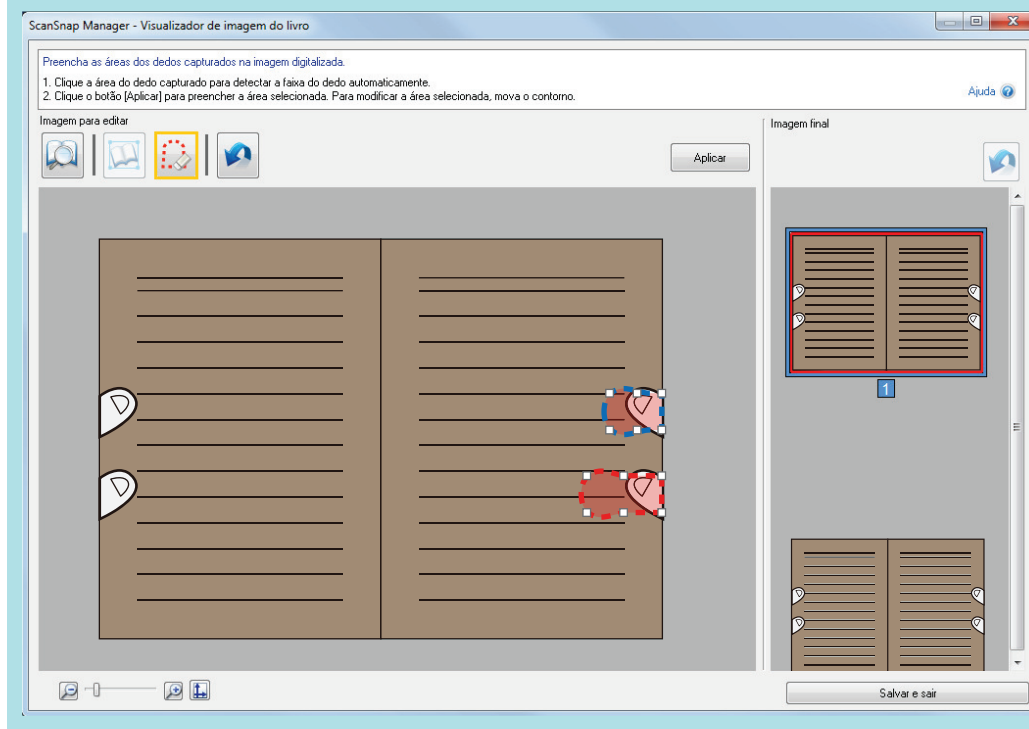 ScanSnap Manager - Visualizador de imagem do livro
Preencha as áreas dos dedos capturados na imagem digitalizada.
1. Clique a área do dedo capturado para detectar a faixa do dedo automaticamente.
2. Clique o botão [Aplicar] para preencher a área selecionada. Para modificar a área selecionada, mova o contorno.
Ajuda
Imagem para editar
Aplicar
Imagem final
1
Salvar e sair